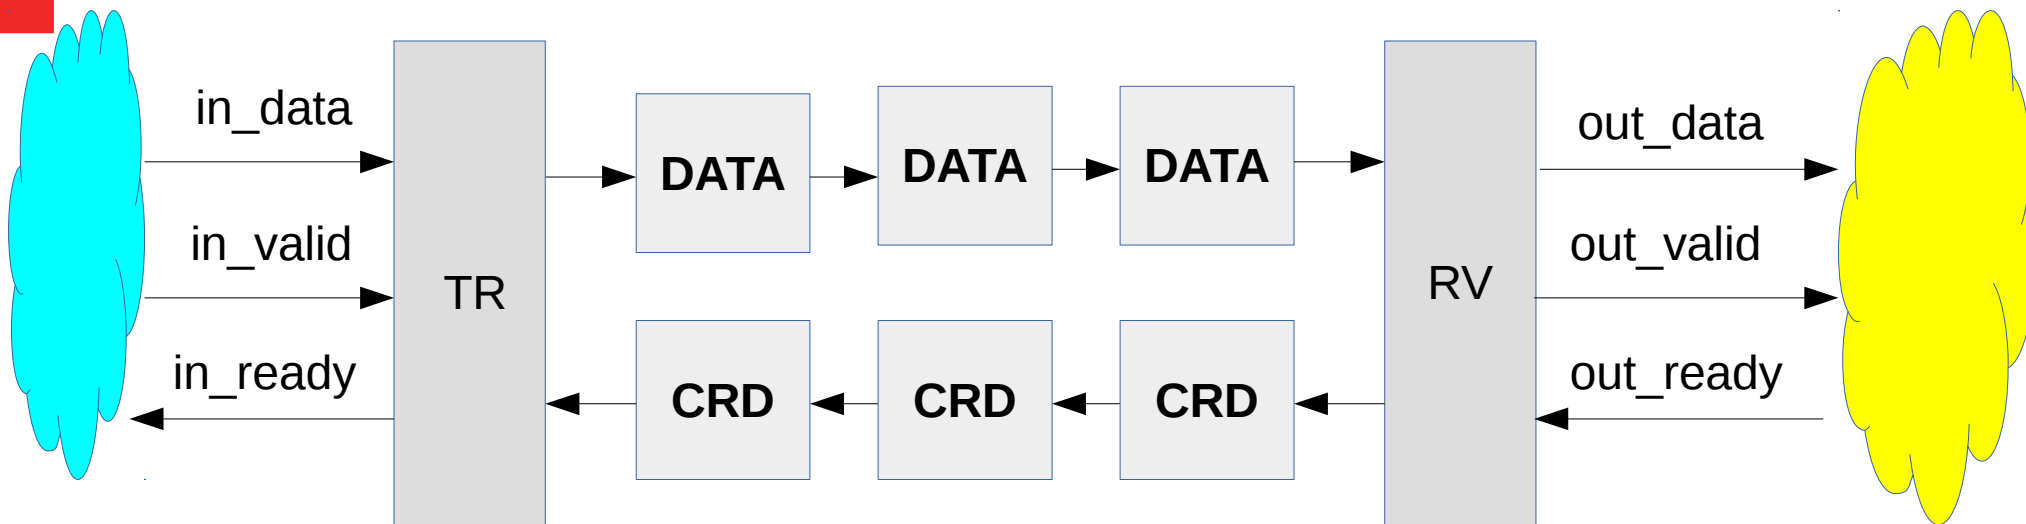 in_data
in_valid
in_ready
TR
DATA
DATA
DATA
CRD
CRD
CRD
RV
out_data
out_valid
out_ready